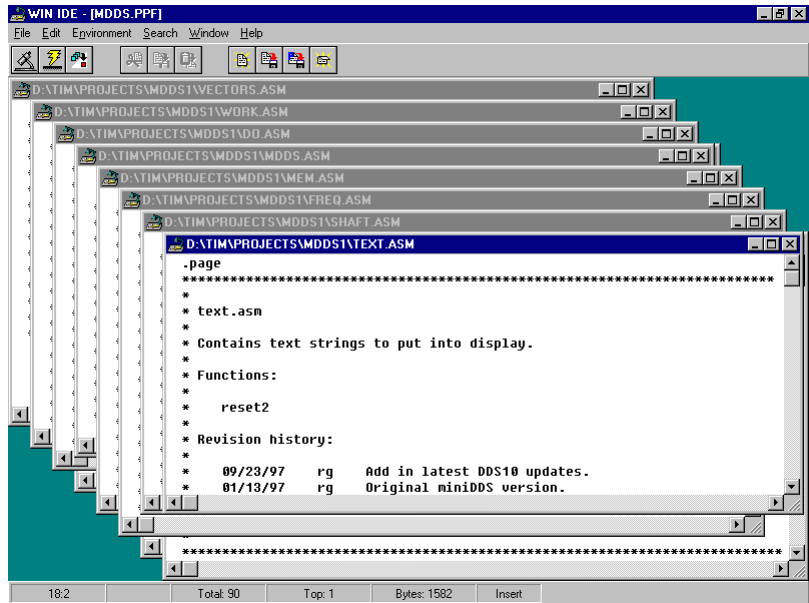 WIN IDE - [MDDS.PPF]
File Edit Environment Search Window Help
D:\TIM\PROJECTS\MDDS1\VECTORS.ASM
D:\TIM\PROJECTS\MDDS1\WORK.ASM
D:\TIM\PROJECTS\MDDS1\DO.ASM
D:\TIM\PROJECTS\MDDS1\MDDS.ASM
D:\TIM\PROJECTS\MDDS1\MEM.ASM
D:\TIM\PROJECTS\MDDS1\FREQ.ASM
D:\TIM\PROJECTS\MDDS1\SHAFT.ASM
D:\TIM\PROJECTS\MDDS1\TEXT.ASM
.page
**************************************************************************
*
* text.asm
*
* Contains text strings to put into display.
*
* Functions:
*
*    reset2
*
* Revision history:
*
*    09/23/97   rg    Add in latest DDS10 updates.
*    01/13/97   rg    Original miniDDS version.
*
***************************************************************************
18:2 Total: 90 Top: 1 Bytes: 1582 Insert